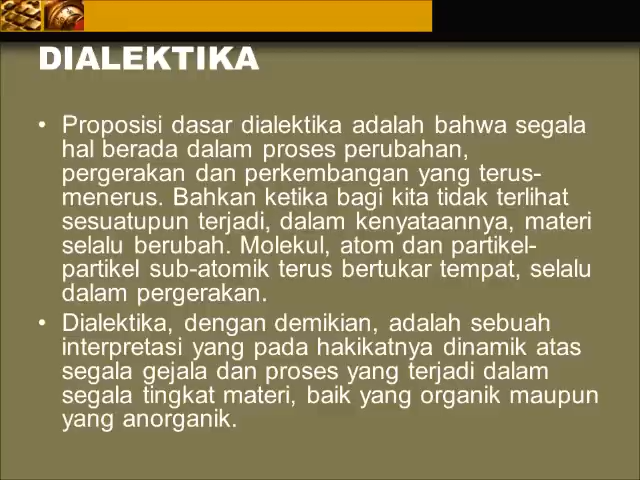 DIALEKTIKA
• Proposisi dasar dialektika adalah bahwa segala
hal berada dalam proses perubahan,
pergerakan dan perkembangan yang terus-
menerus. Bahkan ketika bagi kita tidak terlihat
sesuatupun terjadi, dalam kenyataannya, materi
selalu berubah. Molekul, atom dan partikel-
partikel sub-atomik terus bertukar tempat, selalu
dalam pergerakan.
• Dialektika, dengan demikian, adalah sebuah
interpretasi yang pada hakikatnya dinamik atas
segala gejala dan proses yang terjadi dalam
segala tingkat materi, baik yang organik maupun
yang anorganik.